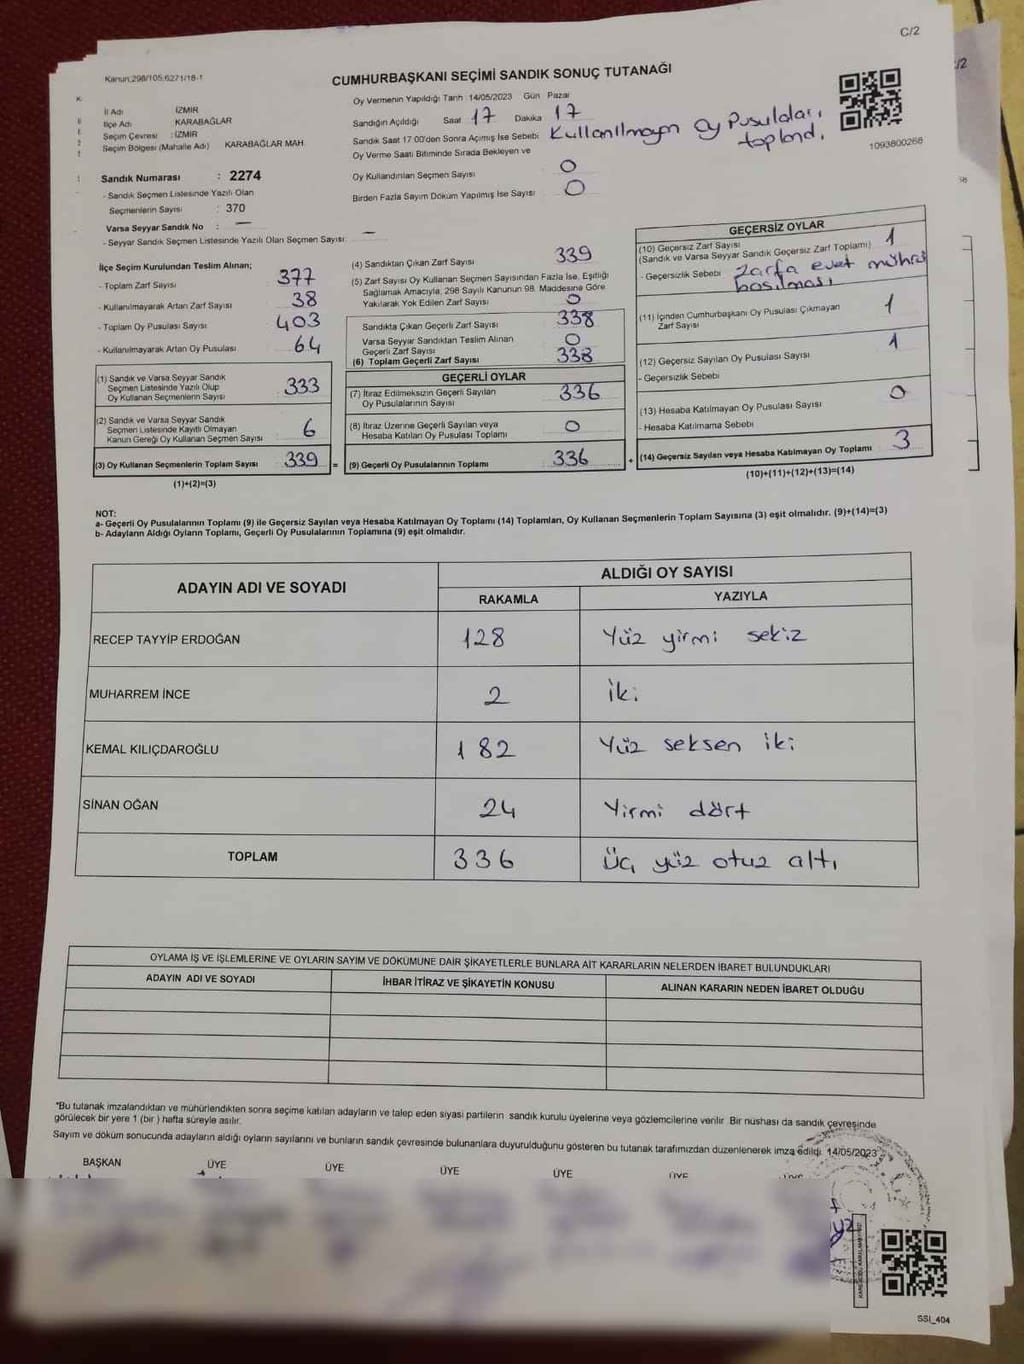 C/2
Kanun:298/105,6271/18-1
CUMHURBAŞKANI SEÇİMİ SANDIK SONUÇ TUTANAĞI
İl Adı İZMİR
İlçe Adı KARABAĞLAR
Seçim Çevresi : İZMİR
Seçim Bölgesi (Mahalle Adı) KARABAĞLAR MAH.
Oy Vermenin Yapıldığı Tarih :14/05/2023 Gün Pazar
Sandığın Açıldığı Saat 17 Dakika 17
Sandık Saat 17.00'den Sonra Açılmış İse Sebebi Kullanılmayan Oy Pusulaları toplandı.
Oy Verme Saati Bitiminde Sırada Bekleyen ve
Oy Kullandırılan Seçmen Sayısı 0
Birden Fazla Sayım Döküm Yapılmış İse Sayısı 0
1093800268
Sandık Numarası : 2274
- Sandık Seçmen Listesinde Yazılı Olan
Seçmenlerin Sayısı : 370
Varsa Seyyar Sandık No : —
- Seyyar Sandık Seçmen Listesinde Yazılı Olan Seçmen Sayısı: —
İlçe Seçim Kurulundan Teslim Alınan;
- Toplam Zarf Sayısı 377
- Kullanılmayarak Artan Zarf Sayısı 38
- Toplam Oy Pusulası Sayısı 403
- Kullanılmayarak Artan Oy Pusulası 64
(1) Sandık ve Varsa Seyyar Sandık
Seçmen Listesinde Yazılı Olup
Oy Kullanan Seçmenlerin Sayısı 333
(2) Sandık ve Varsa Seyyar Sandık
Seçmen Listesinde Kayıtlı Olmayan
Kanun Gereği Oy Kullanan Seçmen Sayısı 6
(3) Oy Kullanan Seçmenlerin Toplam Sayısı 339 =
(1)+(2)=(3)
(4) Sandıktan Çıkan Zarf Sayısı 339
(5) Zarf Sayısı Oy Kullanan Seçmen Sayısından Fazla İse, Eşitliği
Sağlamak Amacıyla, 298 Sayılı Kanunun 98. Maddesine Göre
Yakılarak Yok Edilen Zarf Sayısı 0
Sandıkta Çıkan Geçerli Zarf Sayısı 338
Varsa Seyyar Sandıktan Teslim Alınan
Geçerli Zarf Sayısı 0
(6) Toplam Geçerli Zarf Sayısı 338
GEÇERLİ OYLAR
(7) İtiraz Edilmeksizin Geçerli Sayılan
Oy Pusulalarının Sayısı 336
(8) İtiraz Üzerine Geçerli Sayılan veya
Hesaba Katılan Oy Pusulası Toplamı 0
(9) Geçerli Oy Pusulalarının Toplamı 336 +
GEÇERSİZ OYLAR
(10) Geçersiz Zarf Sayısı 1
(Sandık ve Varsa Seyyar Sandık Geçersiz Zarf Toplamı)
- Geçersizlik Sebebi Zarfa evet mührü
basılması
(11) İçinden Cumhurbaşkanı Oy Pusulası Çıkmayan 1
Zarf Sayısı
(12) Geçersiz Sayılan Oy Pusulası Sayısı 1
- Geçersizlik Sebebi
(13) Hesaba Katılmayan Oy Pusulası Sayısı 0
- Hesaba Katılmama Sebebi
(14) Geçersiz Sayılan veya Hesaba Katılmayan Oy Toplamı 3
(10)+(11)+(12)+(13)=(14)
NOT:
a- Geçerli Oy Pusulalarının Toplamı (9) ile Geçersiz Sayılan veya Hesaba Katılmayan Oy Toplamı (14) Toplamları, Oy Kullanan Seçmenlerin Toplam Sayısına (3) eşit olmalıdır. (9)+(14)=(3)
b- Adayların Aldığı Oyların Toplamı, Geçerli Oy Pusulalarının Toplamına (9) eşit olmalıdır.
ADAYIN ADI VE SOYADI ALDIĞI OY SAYISI
RAKAMLA YAZIYLA
RECEP TAYYİP ERDOĞAN 128 Yüz yirmi sekiz
MUHARREM İNCE 2 iki
KEMAL KILIÇDAROĞLU 182 Yüz seksen iki
SİNAN OĞAN 24 Yirmi dört
TOPLAM 336 Üç yüz otuz altı
OYLAMA İŞ VE İŞLEMLERİNE VE OYLARIN SAYIM VE DÖKÜMÜNE DAİR ŞİKAYETLERLE BUNLARA AİT KARARLARIN NELERDEN İBARET BULUNDUKLARI
ADAYIN ADI VE SOYADI İHBAR İTİRAZ VE ŞİKAYETİN KONUSU ALINAN KARARIN NEDEN İBARET OLDUĞU
*Bu tutanak imzalandıktan ve mühürlendikten sonra seçime katılan adayların ve talep eden siyasi partilerin sandık kurulu üyelerine veya gözlemcilerine verilir. Bir nüshası da sandık çevresinde
görülecek bir yere 1 (bir) hafta süreyle asılır.
Sayım ve döküm sonucunda adayların aldığı oyların sayılarını ve bunların sandık çevresinde bulunanlara duyurulduğunu gösteren bu tutanak tarafımızdan düzenlenerek imza edildi. 14/05/2023
BAŞKAN ÜYE ÜYE ÜYE ÜYE ÜYE
SSI_404